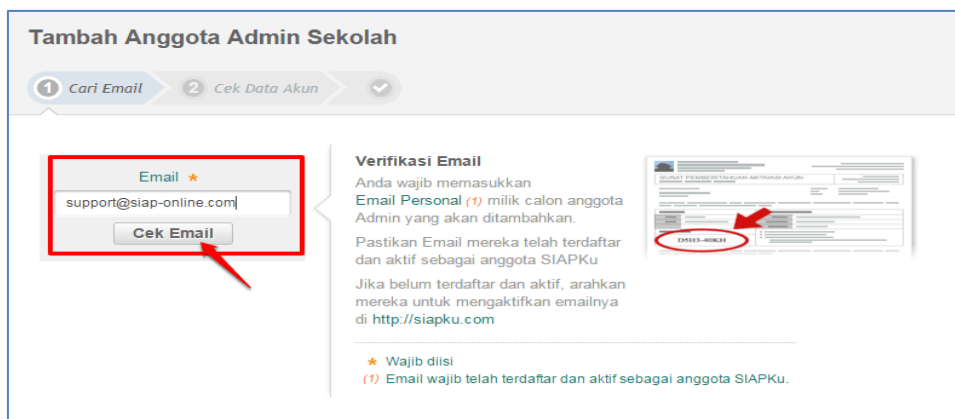 Tambah Anggota Admin Sekolah
1 Cari Email 2 Cek Data Akun
Email *
support@siap-online.com
Cek Email
Verifikasi Email
Anda wajib memasukkan
Email Personal (1) milik calon anggota
Admin yang akan ditambahkan.
Pastikan Email mereka telah terdaftar
dan aktif sebagai anggota SIAPKu
Jika belum terdaftar dan aktif, arahkan
mereka untuk mengaktifkan emailnya
di http://siapku.com
* Wajib diisi
(1) Email wajib telah terdaftar dan aktif sebagai anggota SIAPKu.
SURAT PEMBERITAHUAN AKTIVASI AKUN
D5H3-40KH